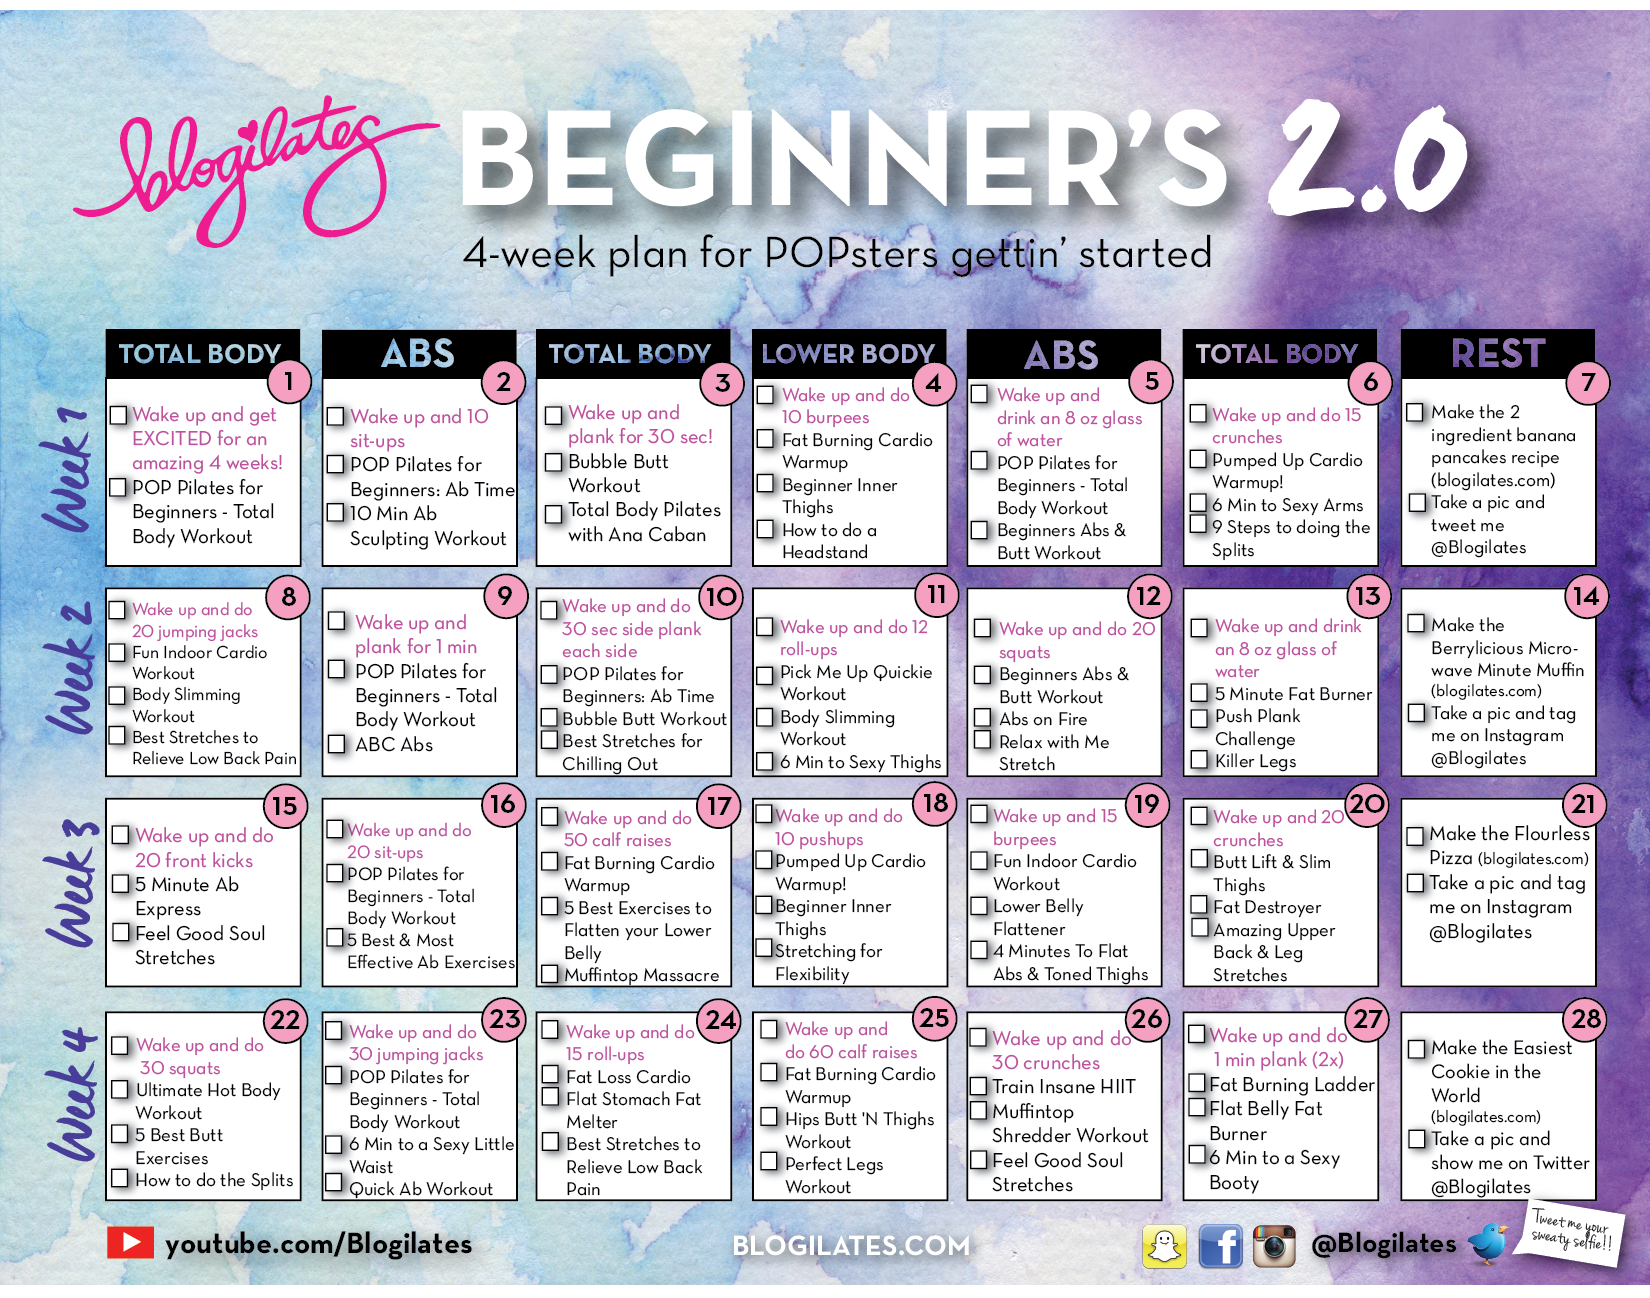 blogilates
BEGINNER'S 2.0
4-week plan for POPsters gettin' started
TOTAL BODY
ABS
TOTAL BODY
LOWER BODY
ABS
TOTAL BODY
REST
Week 1
1
Wake up and get
EXCITED for an
amazing 4 weeks!
POP Pilates for
Beginners - Total
Body Workout
2
Wake up and 10
sit-ups
POP Pilates for
Beginners: Ab Time
10 Min Ab
Sculpting Workout
3
Wake up and
plank for 30 sec!
Bubble Butt
Workout
Total Body Pilates
with Ana Caban
4
Wake up and do
10 burpees
Fat Burning Cardio
Warmup
Beginner Inner
Thighs
How to do a
Headstand
5
Wake up and
drink an 8 oz glass
of water
POP Pilates for
Beginners - Total
Body Workout
Beginners Abs &
Butt Workout
6
Wake up and do 15
crunches
Pumped Up Cardio
Warmup!
6 Min to Sexy Arms
9 Steps to doing the
Splits
7
Make the 2
ingredient banana
pancakes recipe
(blogilates.com)
Take a pic and
tweet me
@Blogilates
Week 2
8
Wake up and do
20 jumping jacks
Fun Indoor Cardio
Workout
Body Slimming
Workout
Best Stretches to
Relieve Low Back Pain
9
Wake up and
plank for 1 min
POP Pilates for
Beginners - Total
Body Workout
ABC Abs
10
Wake up and do
30 sec side plank
each side
POP Pilates for
Beginners: Ab Time
Bubble Butt Workout
Best Stretches for
Chilling Out
11
Wake up and do 12
roll-ups
Pick Me Up Quickie
Workout
Body Slimming
Workout
6 Min to Sexy Thighs
12
Wake up and do 20
squats
Beginners Abs &
Butt Workout
Abs on Fire
Relax with Me
Stretch
13
Wake up and drink
an 8 oz glass of
water
5 Minute Fat Burner
Push Plank
Challenge
Killer Legs
14
Make the
Berrylicious Micro-
wave Minute Muffin
(blogilates.com)
Take a pic and tag
me on Instagram
@Blogilates
Week 3
15
Wake up and do
20 front kicks
5 Minute Ab
Express
Feel Good Soul
Stretches
16
Wake up and do
20 sit-ups
POP Pilates for
Beginners - Total
Body Workout
5 Best & Most
Effective Ab Exercises
17
Wake up and do
50 calf raises
Fat Burning Cardio
Warmup
5 Best Exercises to
Flatten your Lower
Belly
Muffintop Massacre
18
Wake up and do
10 pushups
Pumped Up Cardio
Warmup!
Beginner Inner
Thighs
Stretching for
Flexibility
19
Wake up and 15
burpees
Fun Indoor Cardio
Workout
Lower Belly
Flattener
4 Minutes To Flat
Abs & Toned Thighs
20
Wake up and 20
crunches
Butt Lift & Slim
Thighs
Fat Destroyer
Amazing Upper
Back & Leg
Stretches
21
Make the Flourless
Pizza (blogilates.com)
Take a pic and tag
me on Instagram
@Blogilates
Week 4
22
Wake up and do
30 squats
Ultimate Hot Body
Workout
5 Best Butt
Exercises
How to do the Splits
23
Wake up and do
30 jumping jacks
POP Pilates for
Beginners - Total
Body Workout
6 Min to a Sexy Little
Waist
Quick Ab Workout
24
Wake up and do
15 roll-ups
Fat Loss Cardio
Flat Stomach Fat
Melter
Best Stretches to
Relieve Low Back
Pain
25
Wake up and
do 60 calf raises
Fat Burning Cardio
Warmup
Hips Butt 'N Thighs
Workout
Perfect Legs
Workout
26
Wake up and do
30 crunches
Train Insane HIIT
Muffintop
Shredder Workout
Feel Good Soul
Stretches
27
Wake up and do
1 min plank (2x)
Fat Burning Ladder
Flat Belly Fat
Burner
6 Min to a Sexy
Booty
28
Make the Easiest
Cookie in the
World
(blogilates.com)
Take a pic and
show me on Twitter
@Blogilates
youtube.com/Blogilates
BLOGILATES.COM
@Blogilates
Tweet me your
sweaty selfie!!